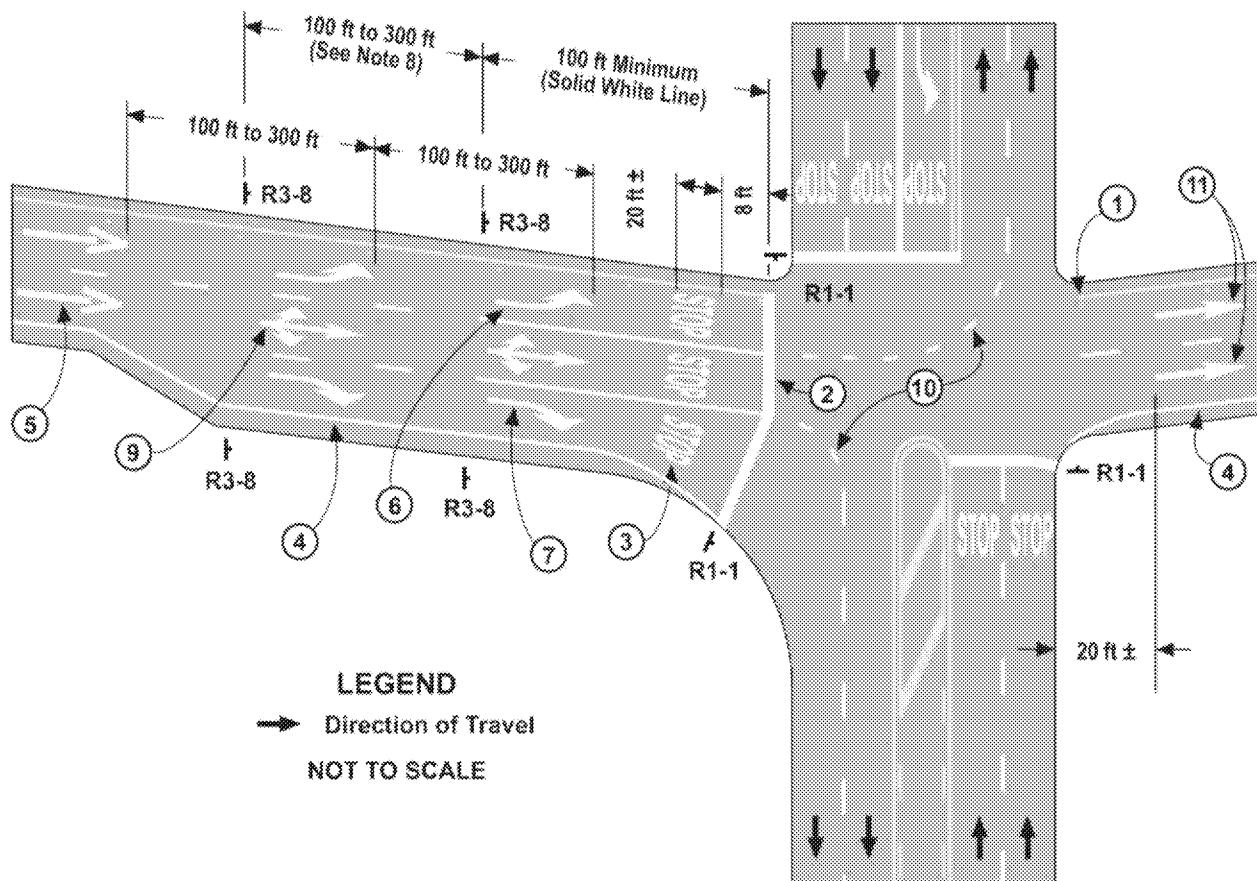 100 ft to 300 ft
(See Note 8)
100 ft Minimum
(Solid White Line)
100 ft to 300 ft
100 ft to 300 ft
20 ft ±
8 ft
R3-8
R3-8
STOP STOP STOP
R1-1
1
11
STOP
STOP
STOP
5
9
R3-8
4
R3-8
6
7
3
R1-1
2
10
STOP STOP
R1-1
4
20 ft ±
LEGEND
Direction of Travel
NOT TO SCALE